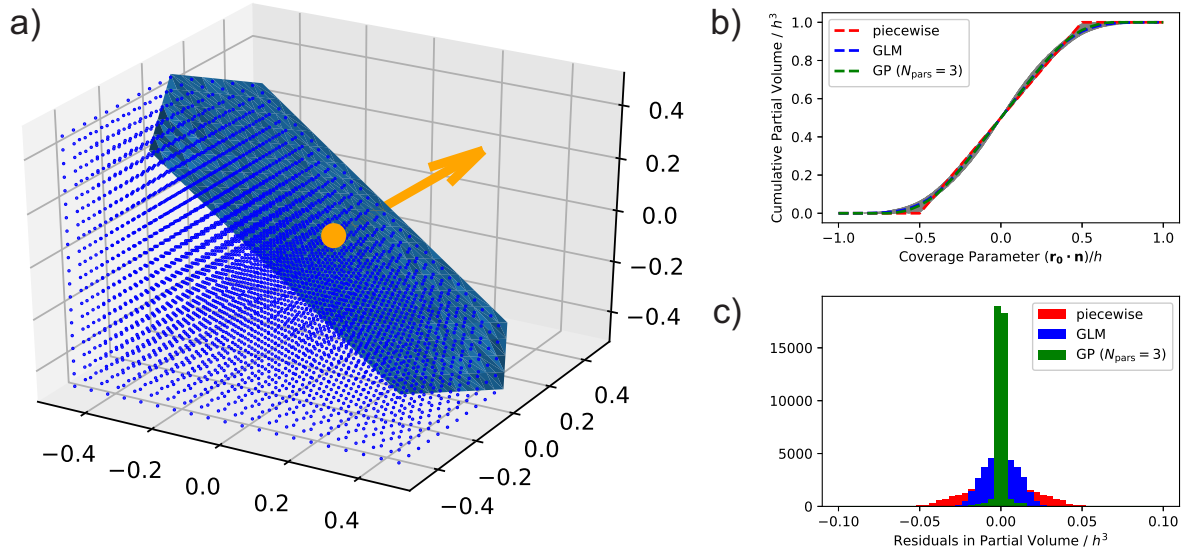 a)
0.4
0.2
0.0
−0.2
−0.4
−0.4
−0.2
0.0
0.2
0.4
−0.4
−0.2
0.0
0.2
0.4
b)
Cumulative Partial Volume / h³
1.0
0.8
0.6
0.4
0.2
0.0
piecewise
GLM
GP (N_pars = 3)
−1.0 −0.5 0.0 0.5 1.0
Coverage Parameter (r₀ · n)/h
c)
15000
10000
5000
0
piecewise
GLM
GP (N_pars = 3)
−0.10 −0.05 0.00 0.05 0.10
Residuals in Partial Volume / h³